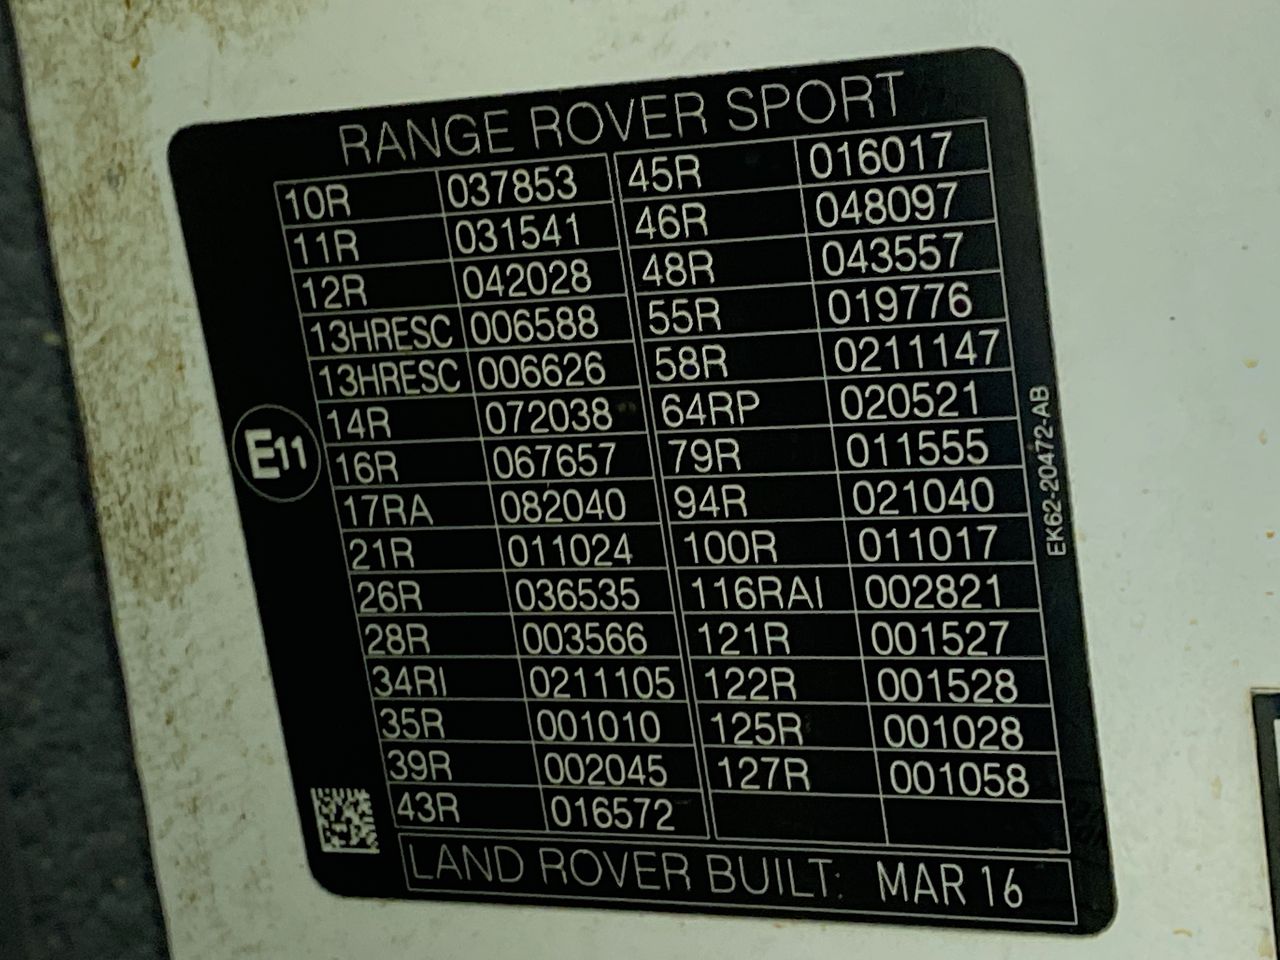 RANGE ROVER SPORT
10R 037853 45R 016017
11R 031541 46R 048097
12R 042028 48R 043557
13HRESC 006588 55R 019776
13HRESC 006626 58R 0211147
14R 072038 64RP 020521
16R 067657 79R 011555
17RA 082040 94R 021040
21R 011024 100R 011017
26R 036535 116RAI 002821
28R 003566 121R 001527
34RI 0211105 122R 001528
35R 001010 125R 001028
39R 002045 127R 001058
43R 016572
LAND ROVER BUILT: MAR 16
E11
EK62-20472-AB